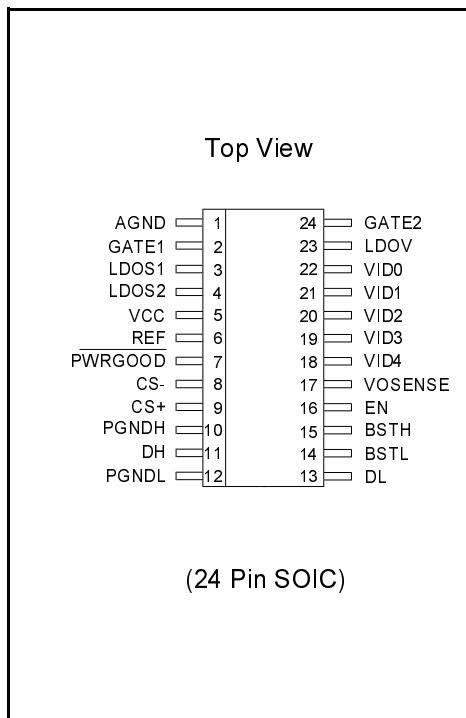 Top View
AGND 1 24 GATE2
GATE1 2 23 LDOV
LDOS1 3 22 VID0
LDOS2 4 21 VID1
VCC 5 20 VID2
REF 6 19 VID3
PWRGOOD 7 18 VID4
CS- 8 17 VOSENSE
CS+ 9 16 EN
PGNDH 10 15 BSTH
DH 11 14 BSTL
PGNDL 12 13 DL
(24 Pin SOIC)